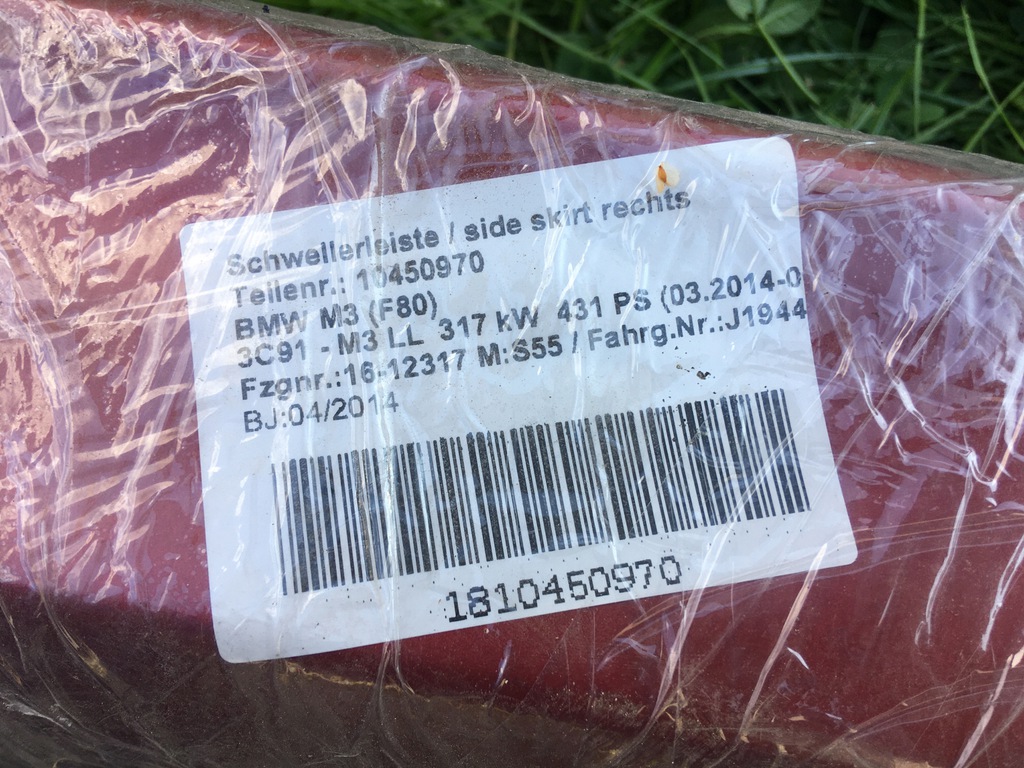 Schwellerleiste / side skirt rechts
Teilenr.: 10450970
BMW M3 (F80)
3C91 - M3 LL 317 kW 431 PS (03.2014-0
Fzgnr.:16-12317 M:S55 / Fahrg.Nr.:J1944
BJ:04/2014
1810450970